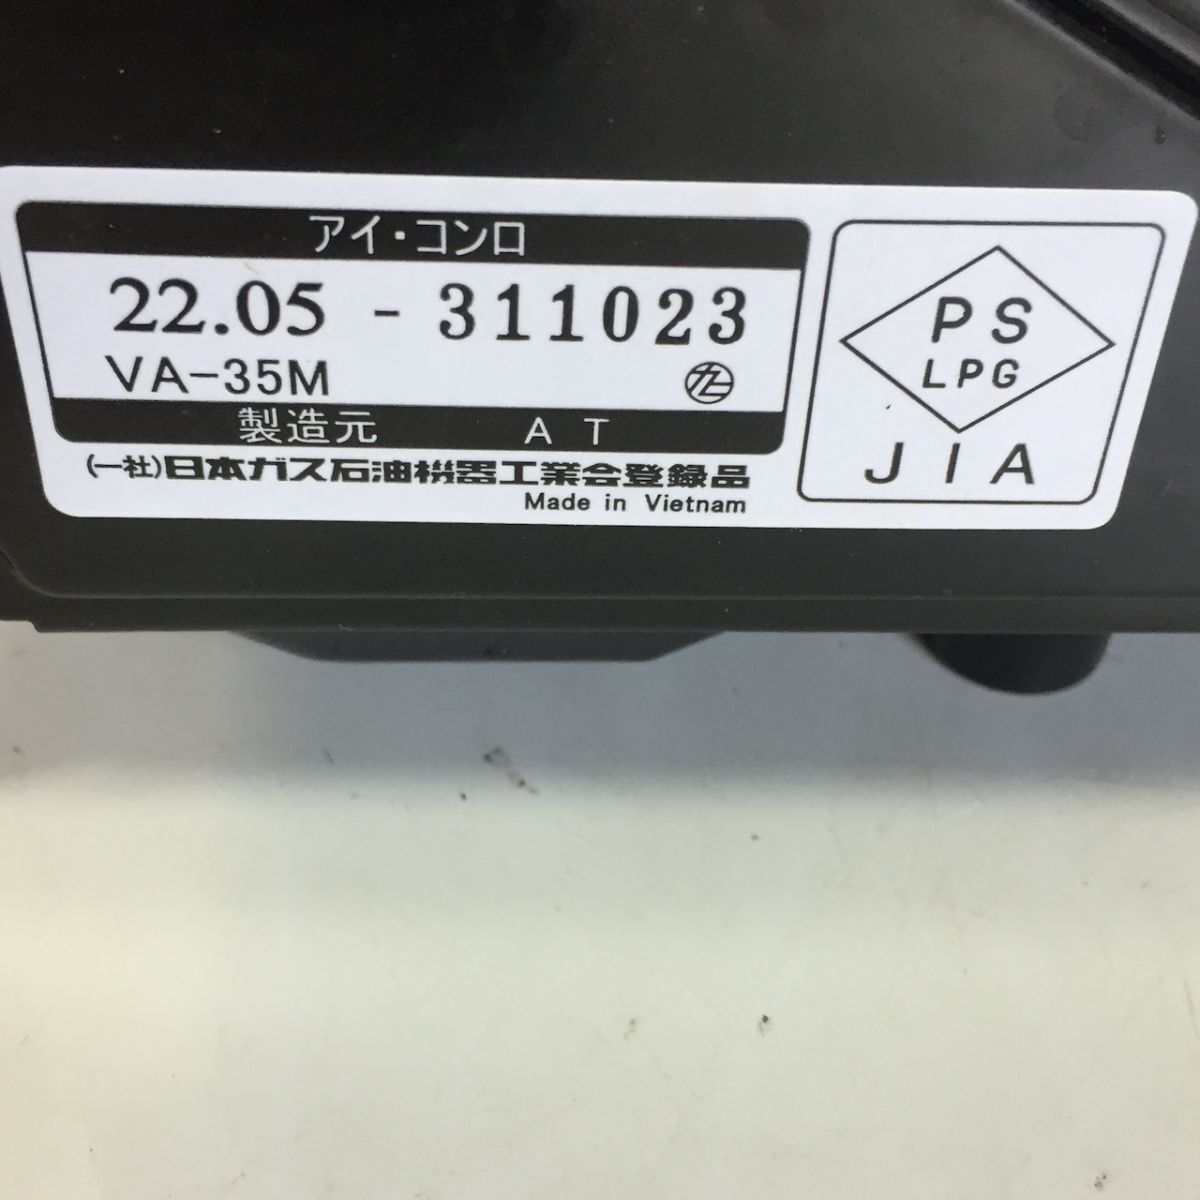 アイ・コンロ
22.05 - 311023
VA-35M
製造元 AT
(一社)日本ガス石油機器工業会登録品
Made in Vietnam
PS
LPG
JIA